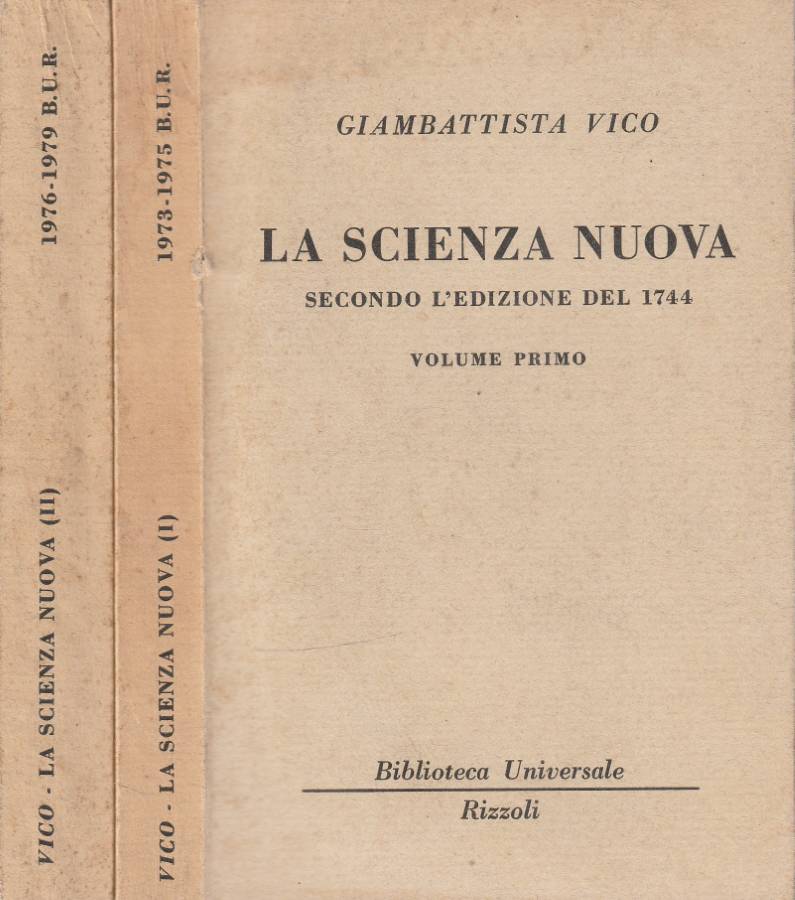 VICO - LA SCIENZA NUOVA (II) 1976-1979 B.U.R.
VICO - LA SCIENZA NUOVA (I) 1973-1975 B.U.R.
GIAMBATTISTA VICO
LA SCIENZA NUOVA
SECONDO L'EDIZIONE DEL 1744
VOLUME PRIMO
Biblioteca Universale
Rizzoli